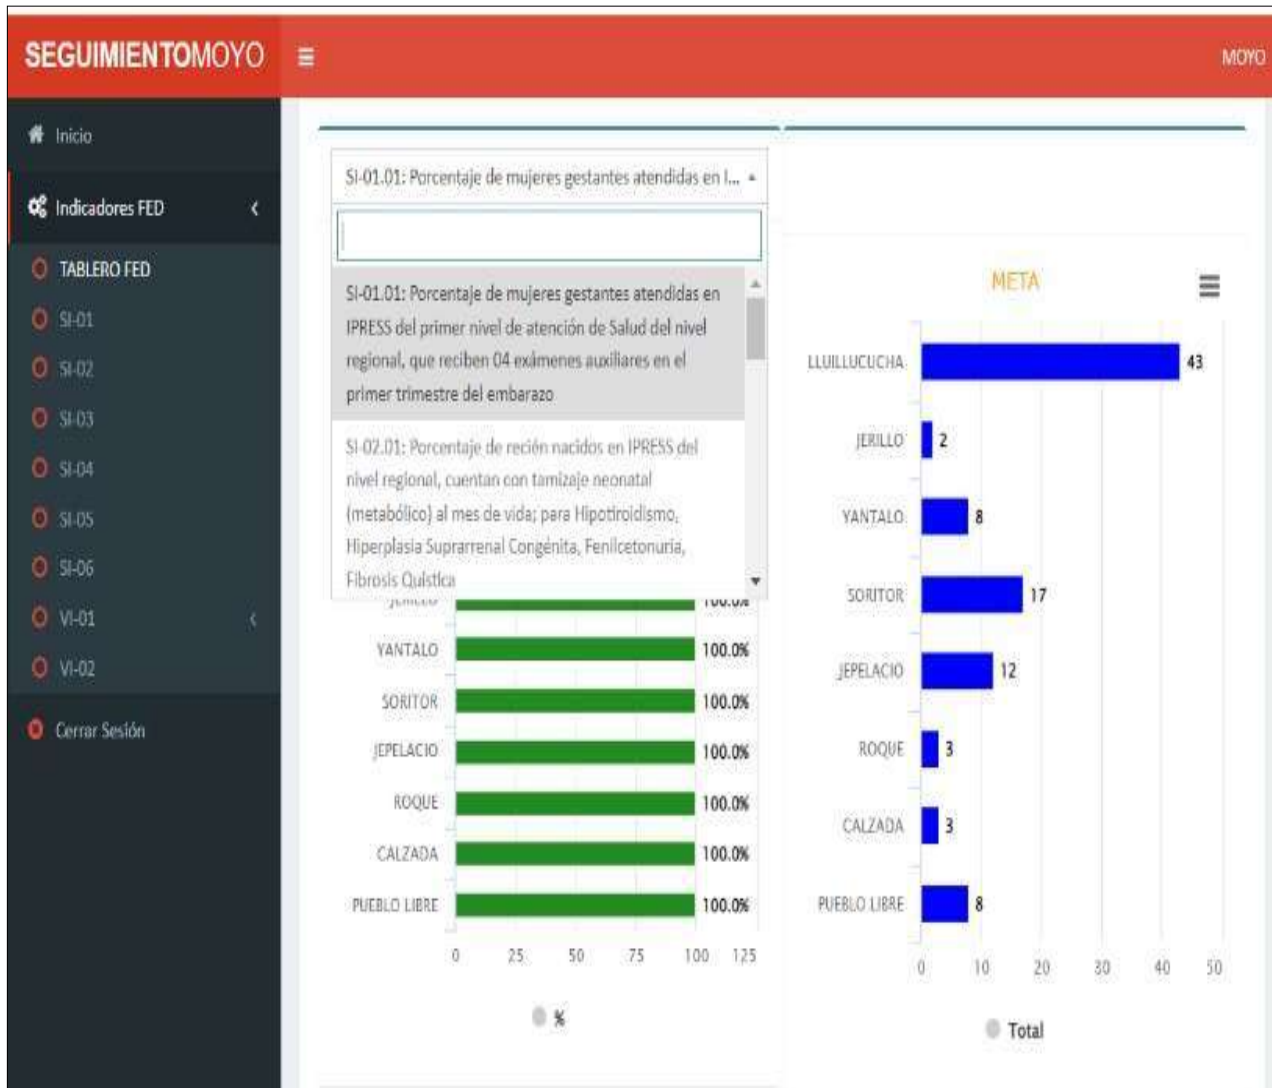 SEGUIMIENTOMOYO
MOYO
Inicio
Indicadores FED
TABLERO FED
SI-01
SI-02
SI-03
SI-04
SI-05
SI-06
VI-01
VI-02
Cerrar Sesión
SI-01.01: Porcentaje de mujeres gestantes atendidas en I...
SI-01.01: Porcentaje de mujeres gestantes atendidas en
IPRESS del primer nivel de atención de Salud del nivel
regional, que reciben 04 exámenes auxiliares en el
primer trimestre del embarazo
SI-02.01: Porcentaje de recién nacidos en IPRESS del
nivel regional, cuentan con tamizaje neonatal
(metabólico) al mes de vida; para Hipotiroidismo,
Hiperplasia Suprarrenal Congénita, Fenilcetonuria,
Fibrosis Quística
JERILLO 100.0%
YANTALO 100.0%
SORITOR 100.0%
JEPELACIO 100.0%
ROQUE 100.0%
CALZADA 100.0%
PUEBLO LIBRE 100.0%
0 25 50 75 100 125
%
META
LLUILLUCUCHA 43
JERILLO 2
YANTALO 8
SORITOR 17
JEPELACIO 12
ROQUE 3
CALZADA 3
PUEBLO LIBRE 8
0 10 20 30 40 50
Total